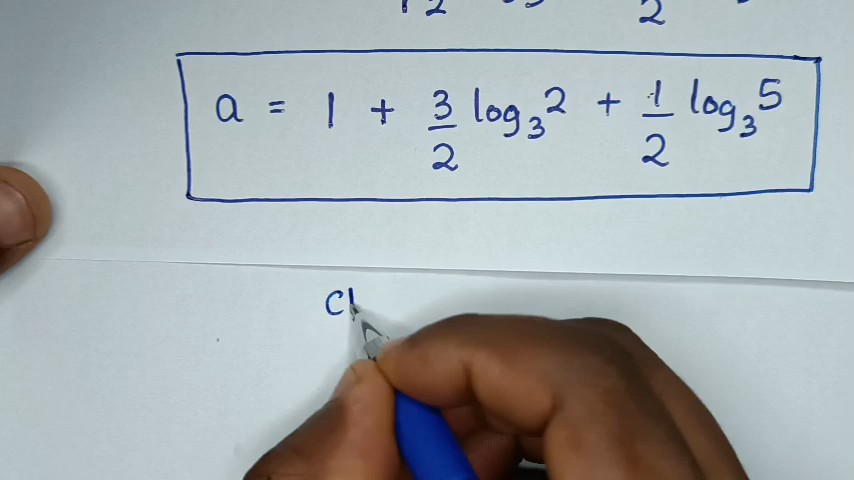 a = 1 + 3/2 log₃2 + 1/2 log₃5